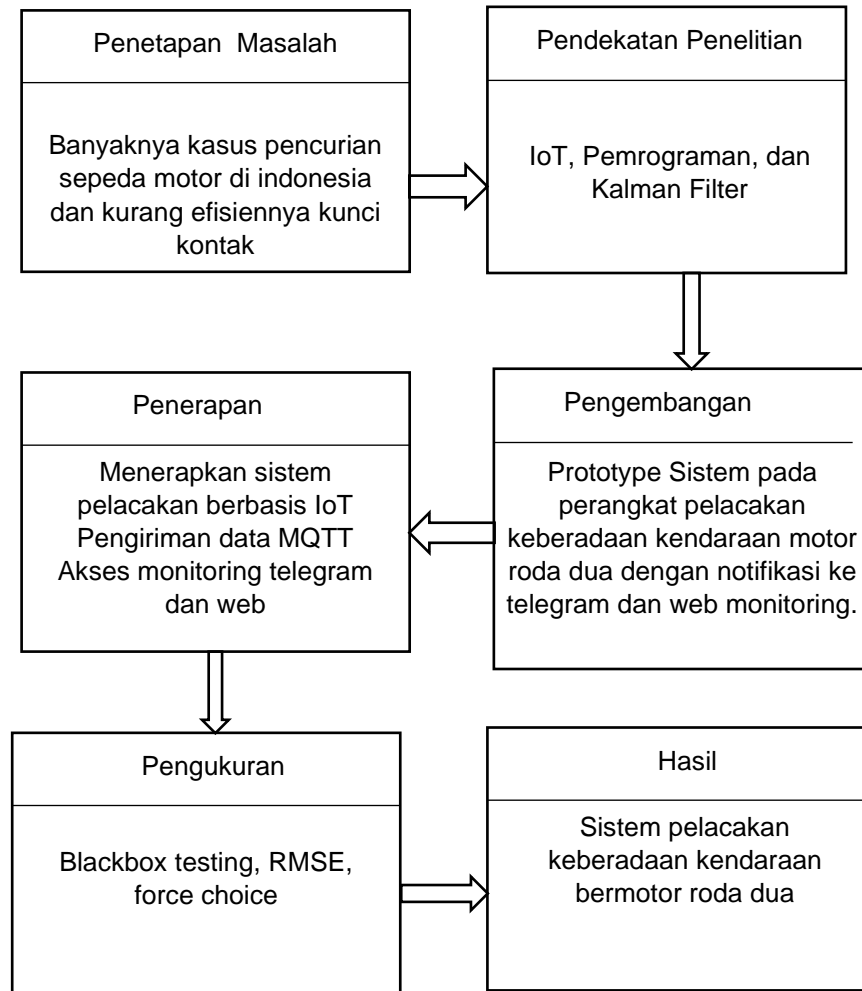 Penetapan Masalah
Banyaknya kasus pencurian
sepeda motor di indonesia
dan kurang efisiennya kunci
kontak
Pendekatan Penelitian
IoT, Pemrograman, dan
Kalman Filter
Pengembangan
Prototype Sistem pada
perangkat pelacakan
keberadaan kendaraan motor
roda dua dengan notifikasi ke
telegram dan web monitoring.
Penerapan
Menerapkan sistem
pelacakan berbasis IoT
Pengiriman data MQTT
Akses monitoring telegram
dan web
Pengukuran
Blackbox testing, RMSE,
force choice
Hasil
Sistem pelacakan
keberadaan kendaraan
bermotor roda dua